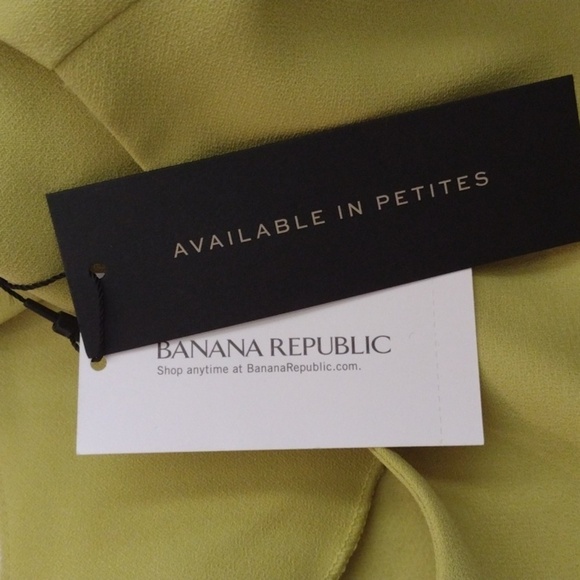 AVAILABLE IN PETITES
BANANA REPUBLIC
Shop anytime at BananaRepublic.com.